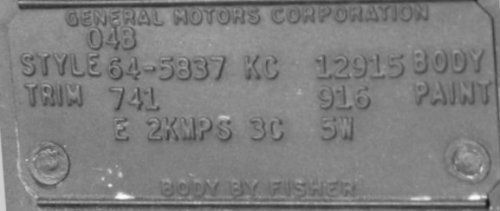 GENERAL MOTORS CORPORATION
04B
STYLE 64-5837 KC 12915 BODY
TRIM 741 916 PAINT
E 2KMPS 3C 5W
BODY BY FISHER